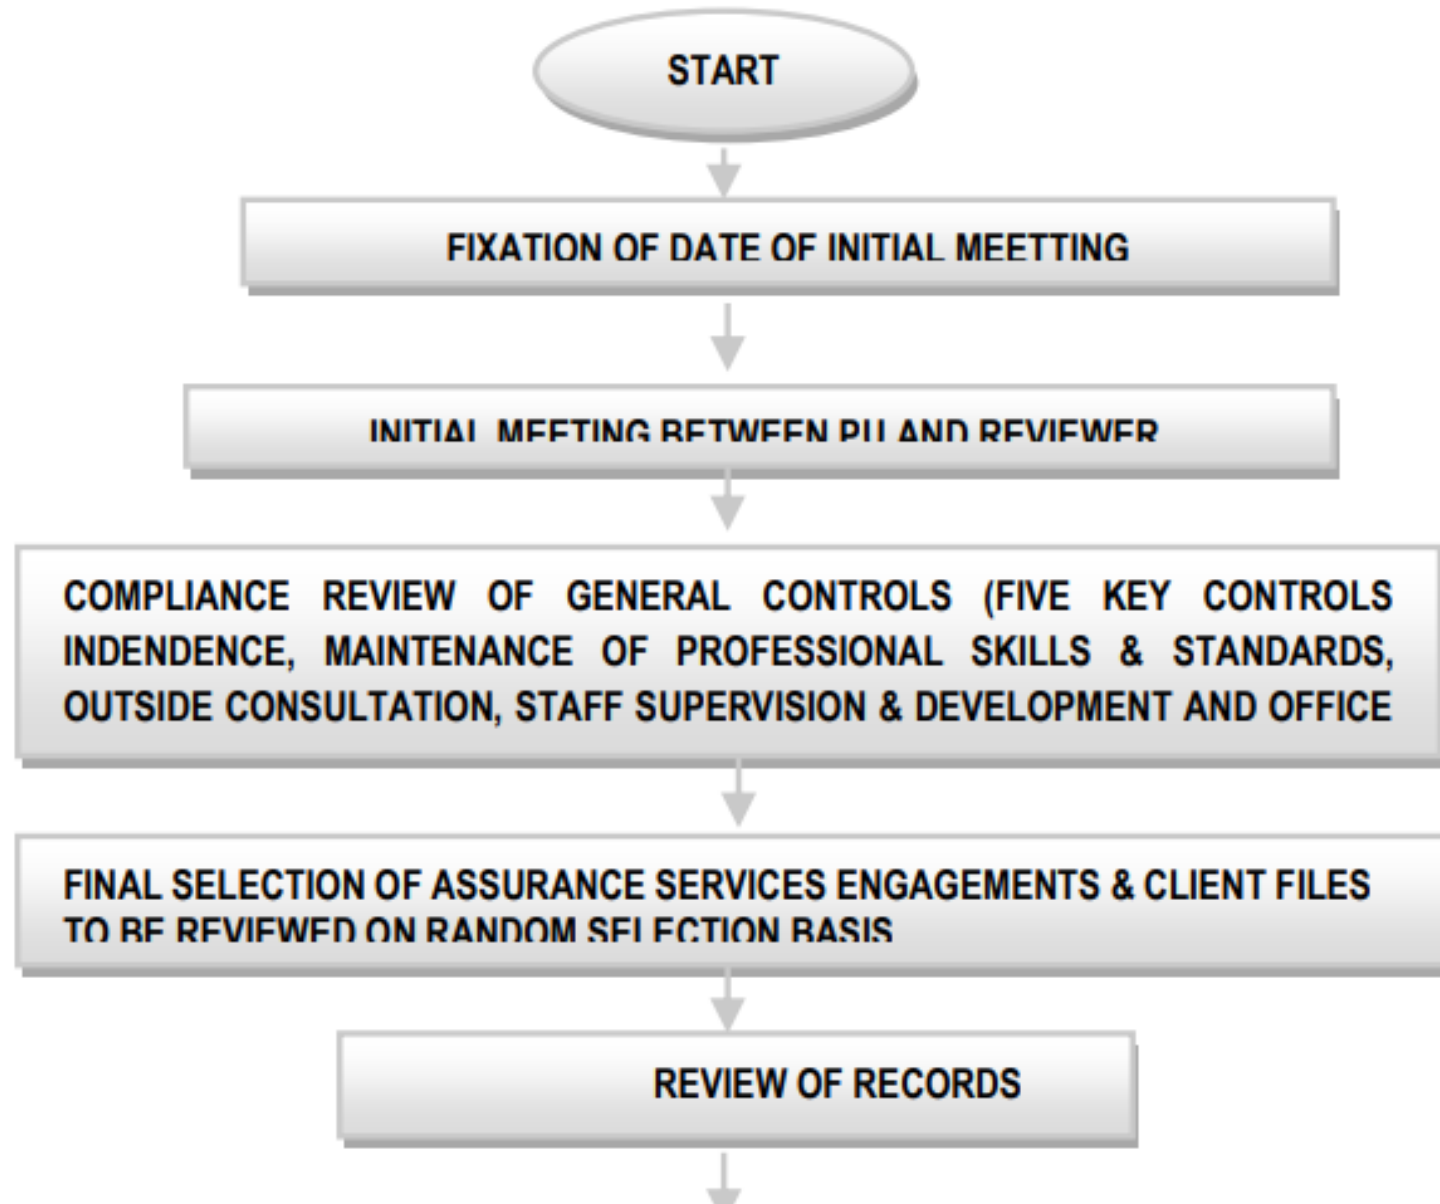 START
FIXATION OF DATE OF INITIAL MEETTING
INITIAL MEETING BETWEEN PU AND REVIEWER
COMPLIANCE REVIEW OF GENERAL CONTROLS (FIVE KEY CONTROLS
INDENDENCE, MAINTENANCE OF PROFESSIONAL SKILLS & STANDARDS,
OUTSIDE CONSULTATION, STAFF SUPERVISION & DEVELOPMENT AND OFFICE
FINAL SELECTION OF ASSURANCE SERVICES ENGAGEMENTS & CLIENT FILES
TO BE REVIEWED ON RANDOM SELECTION BASIS
REVIEW OF RECORDS